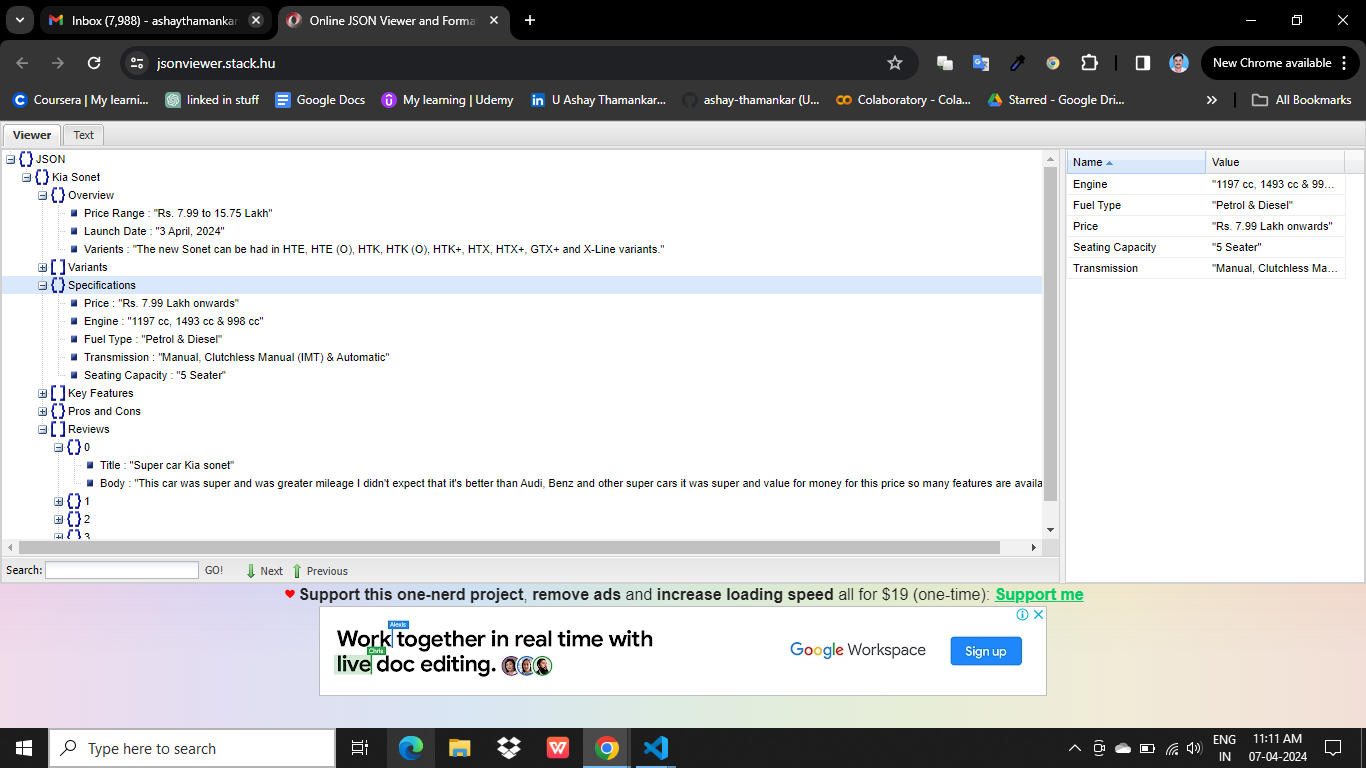 Inbox (7,988) - ashaythamankar
Online JSON Viewer and Forma
jsonviewer.stack.hu
New Chrome available
Coursera | My learni...
linked in stuff
Google Docs
My learning | Udemy
U Ashay Thamankar...
ashay-thamankar (U...
Colaboratory - Cola...
Starred - Google Dri...
»
All Bookmarks
Viewer
Text
JSON
Kia Sonet
Overview
Price Range : "Rs. 7.99 to 15.75 Lakh"
Launch Date : "3 April, 2024"
Varients : "The new Sonet can be had in HTE, HTE (O), HTK, HTK (O), HTK+, HTX, HTX+, GTX+ and X-Line variants."
Variants
Specifications
Price : "Rs. 7.99 Lakh onwards"
Engine : "1197 cc, 1493 cc & 998 cc"
Fuel Type : "Petrol & Diesel"
Transmission : "Manual, Clutchless Manual (IMT) & Automatic"
Seating Capacity : "5 Seater"
Key Features
Pros and Cons
Reviews
0
Title : "Super car Kia sonet"
Body : "This car was super and was greater mileage I didn't expect that it's better than Audi, Benz and other super cars it was super and value for money for this price so many features are availa
1
2
3
Name Value
Engine "1197 cc, 1493 cc & 99...
Fuel Type "Petrol & Diesel"
Price "Rs. 7.99 Lakh onwards"
Seating Capacity "5 Seater"
Transmission "Manual, Clutchless Ma...
Search: GO! Next Previous
Support this one-nerd project, remove ads and increase loading speed all for $19 (one-time): Support me
Alexis
Work together in real time with
Chris
live doc editing.
Google Workspace
Sign up
Type here to search
ENG
IN
11:11 AM
07-04-2024